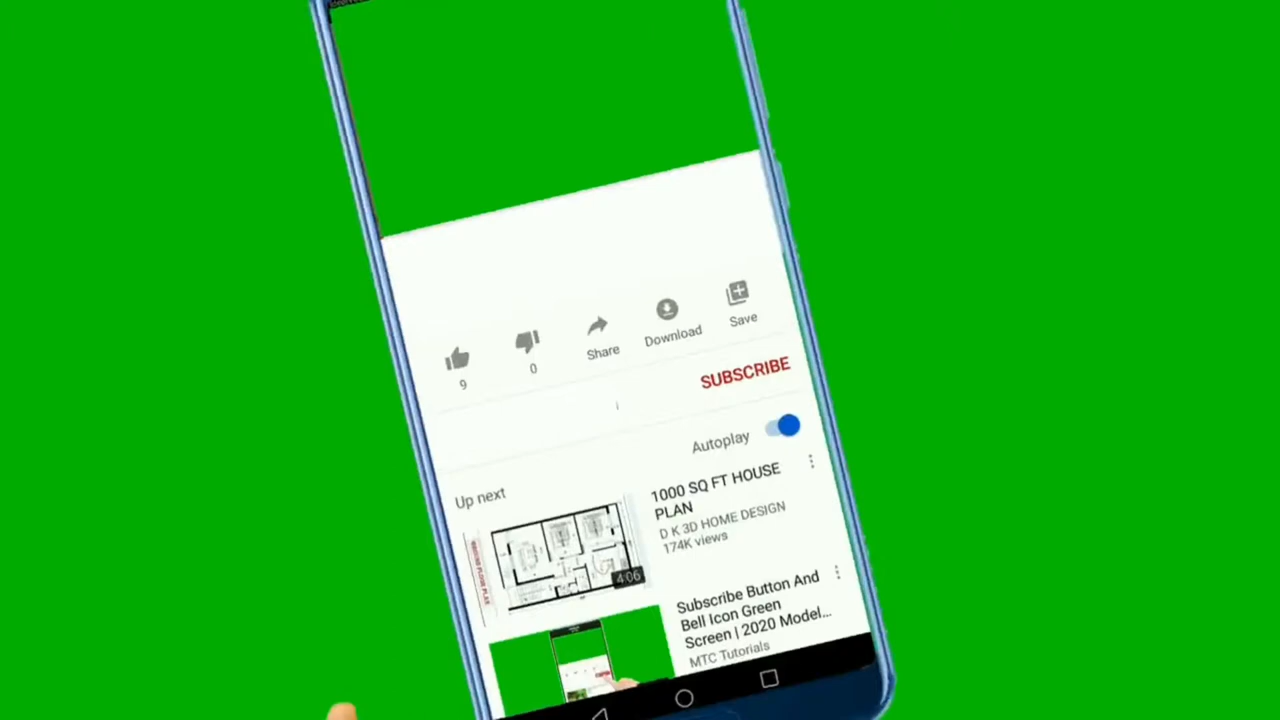 9
0
Share
Download
Save
SUBSCRIBE
Autoplay
Up next
1000 SQ FT HOUSE
PLAN
D K 3D HOME DESIGN
174K views
4:06
Subscribe Button And
Bell Icon Green
Screen | 2020 Model...
MTC Tutorials